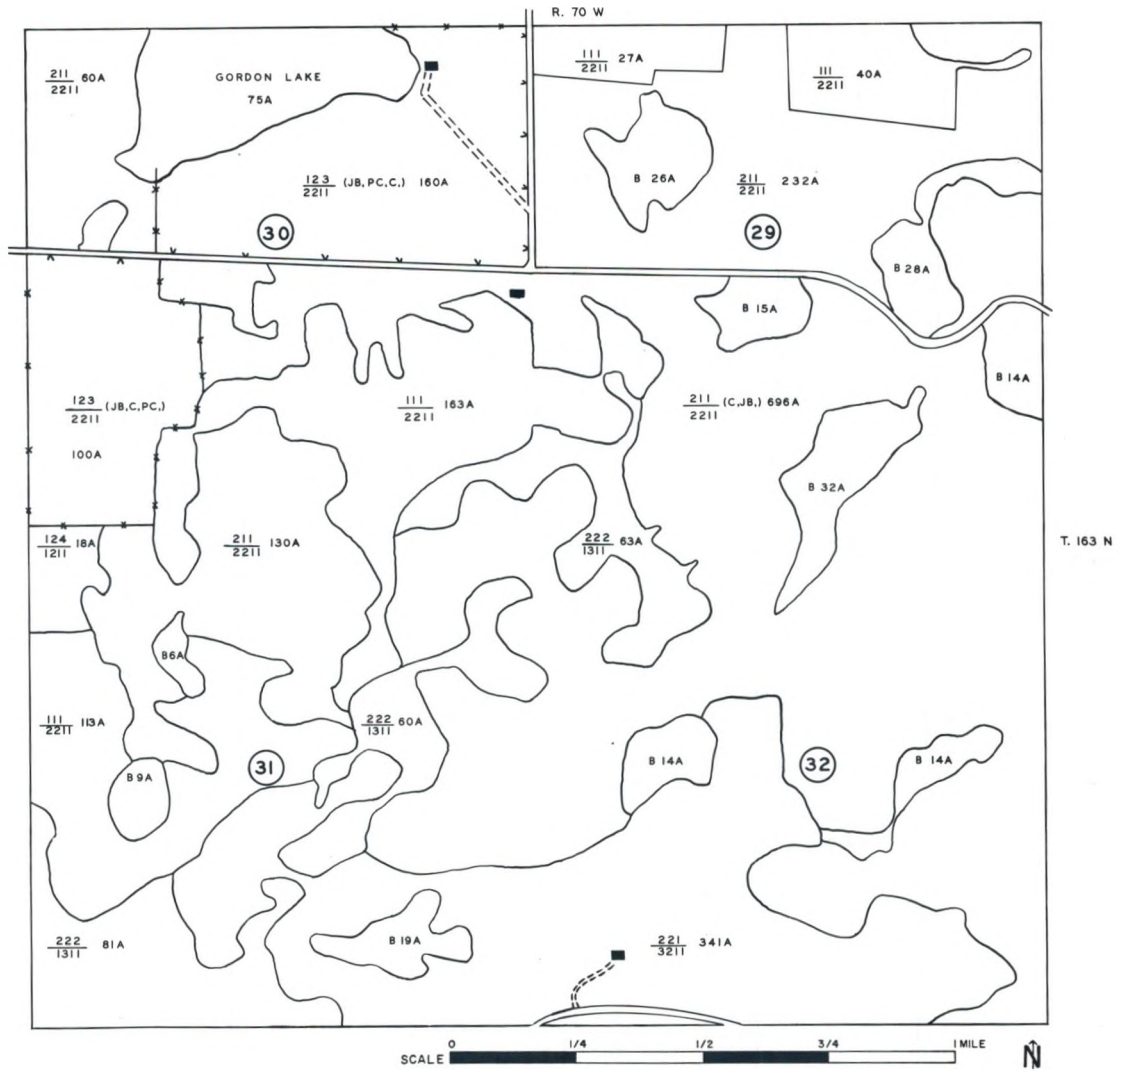 R. 70 W
211
2211 60A
GORDON LAKE
75A
111
2211 27A
111
2211 40A
123
2211 (JB, PC, C,) 160A
B 26A
211
2211 232A
30
29
B 28A
B 15A
B 14A
123
2211 (JB, C, PC,)
100A
111
2211 163A
211
2211 (C, JB,) 696A
B 32A
124
1211 18A
211
2211 130A
222
1311 63A
T. 163 N
B 6A
111
2211 113A
222
1311 60A
B 9A
31
B 14A
32
B 14A
222
1311 81A
B 19A
221
3211 341A
SCALE 0 1/4 1/2 3/4 1 MILE
N